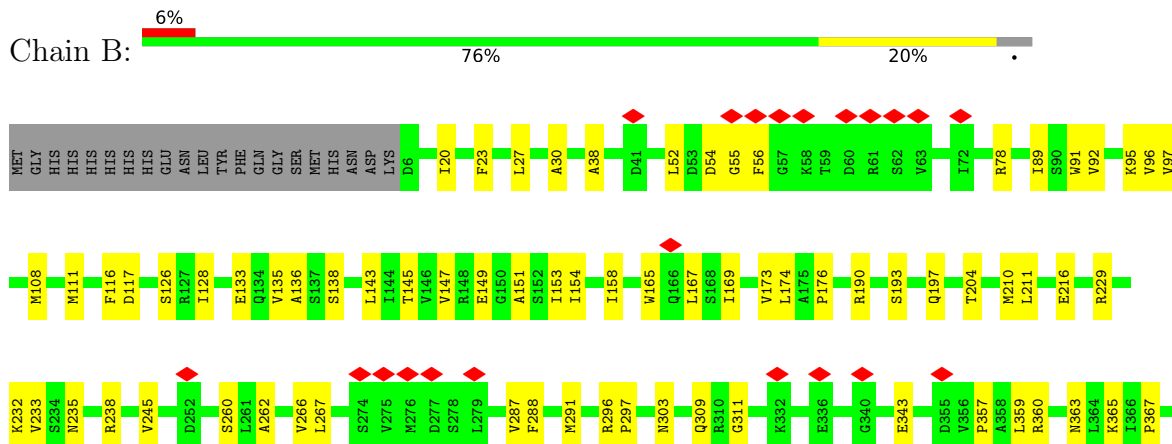 6%
Chain B:
76% 20% •
MET GLY HIS HIS HIS HIS HIS HIS GLU ASN LEU TYR PHE GLN GLY SER MET HIS ASN ASP LYS D6 I20 F23 L27 A30 A38 D41 L52 D53 D54 G55 F56 G57 K58 T59 D60 R61 S62 V63 I72 R78 I89 S90 W91 V92 K95 V96 V97
M108 M111 F116 D117 S126 R127 I128 E133 Q134 V135 A136 S137 S138 L143 I144 T145 V146 V147 R148 E149 G150 A151 S152 I153 I154 I158 W165 Q166 L167 S168 I169 V173 L174 A175 P176 R190 S193 Q197 T204 M210 L211 E216 R229
K232 V233 S234 N235 R238 V245 D252 S260 L261 A262 V266 L267 S274 V275 M276 D277 S278 L279 V287 F288 M291 R296 P297 N303 Q309 R310 G311 K332 E336 G340 E343 D355 V356 P357 A358 L359 R360 N363 L364 K365 I366 P367